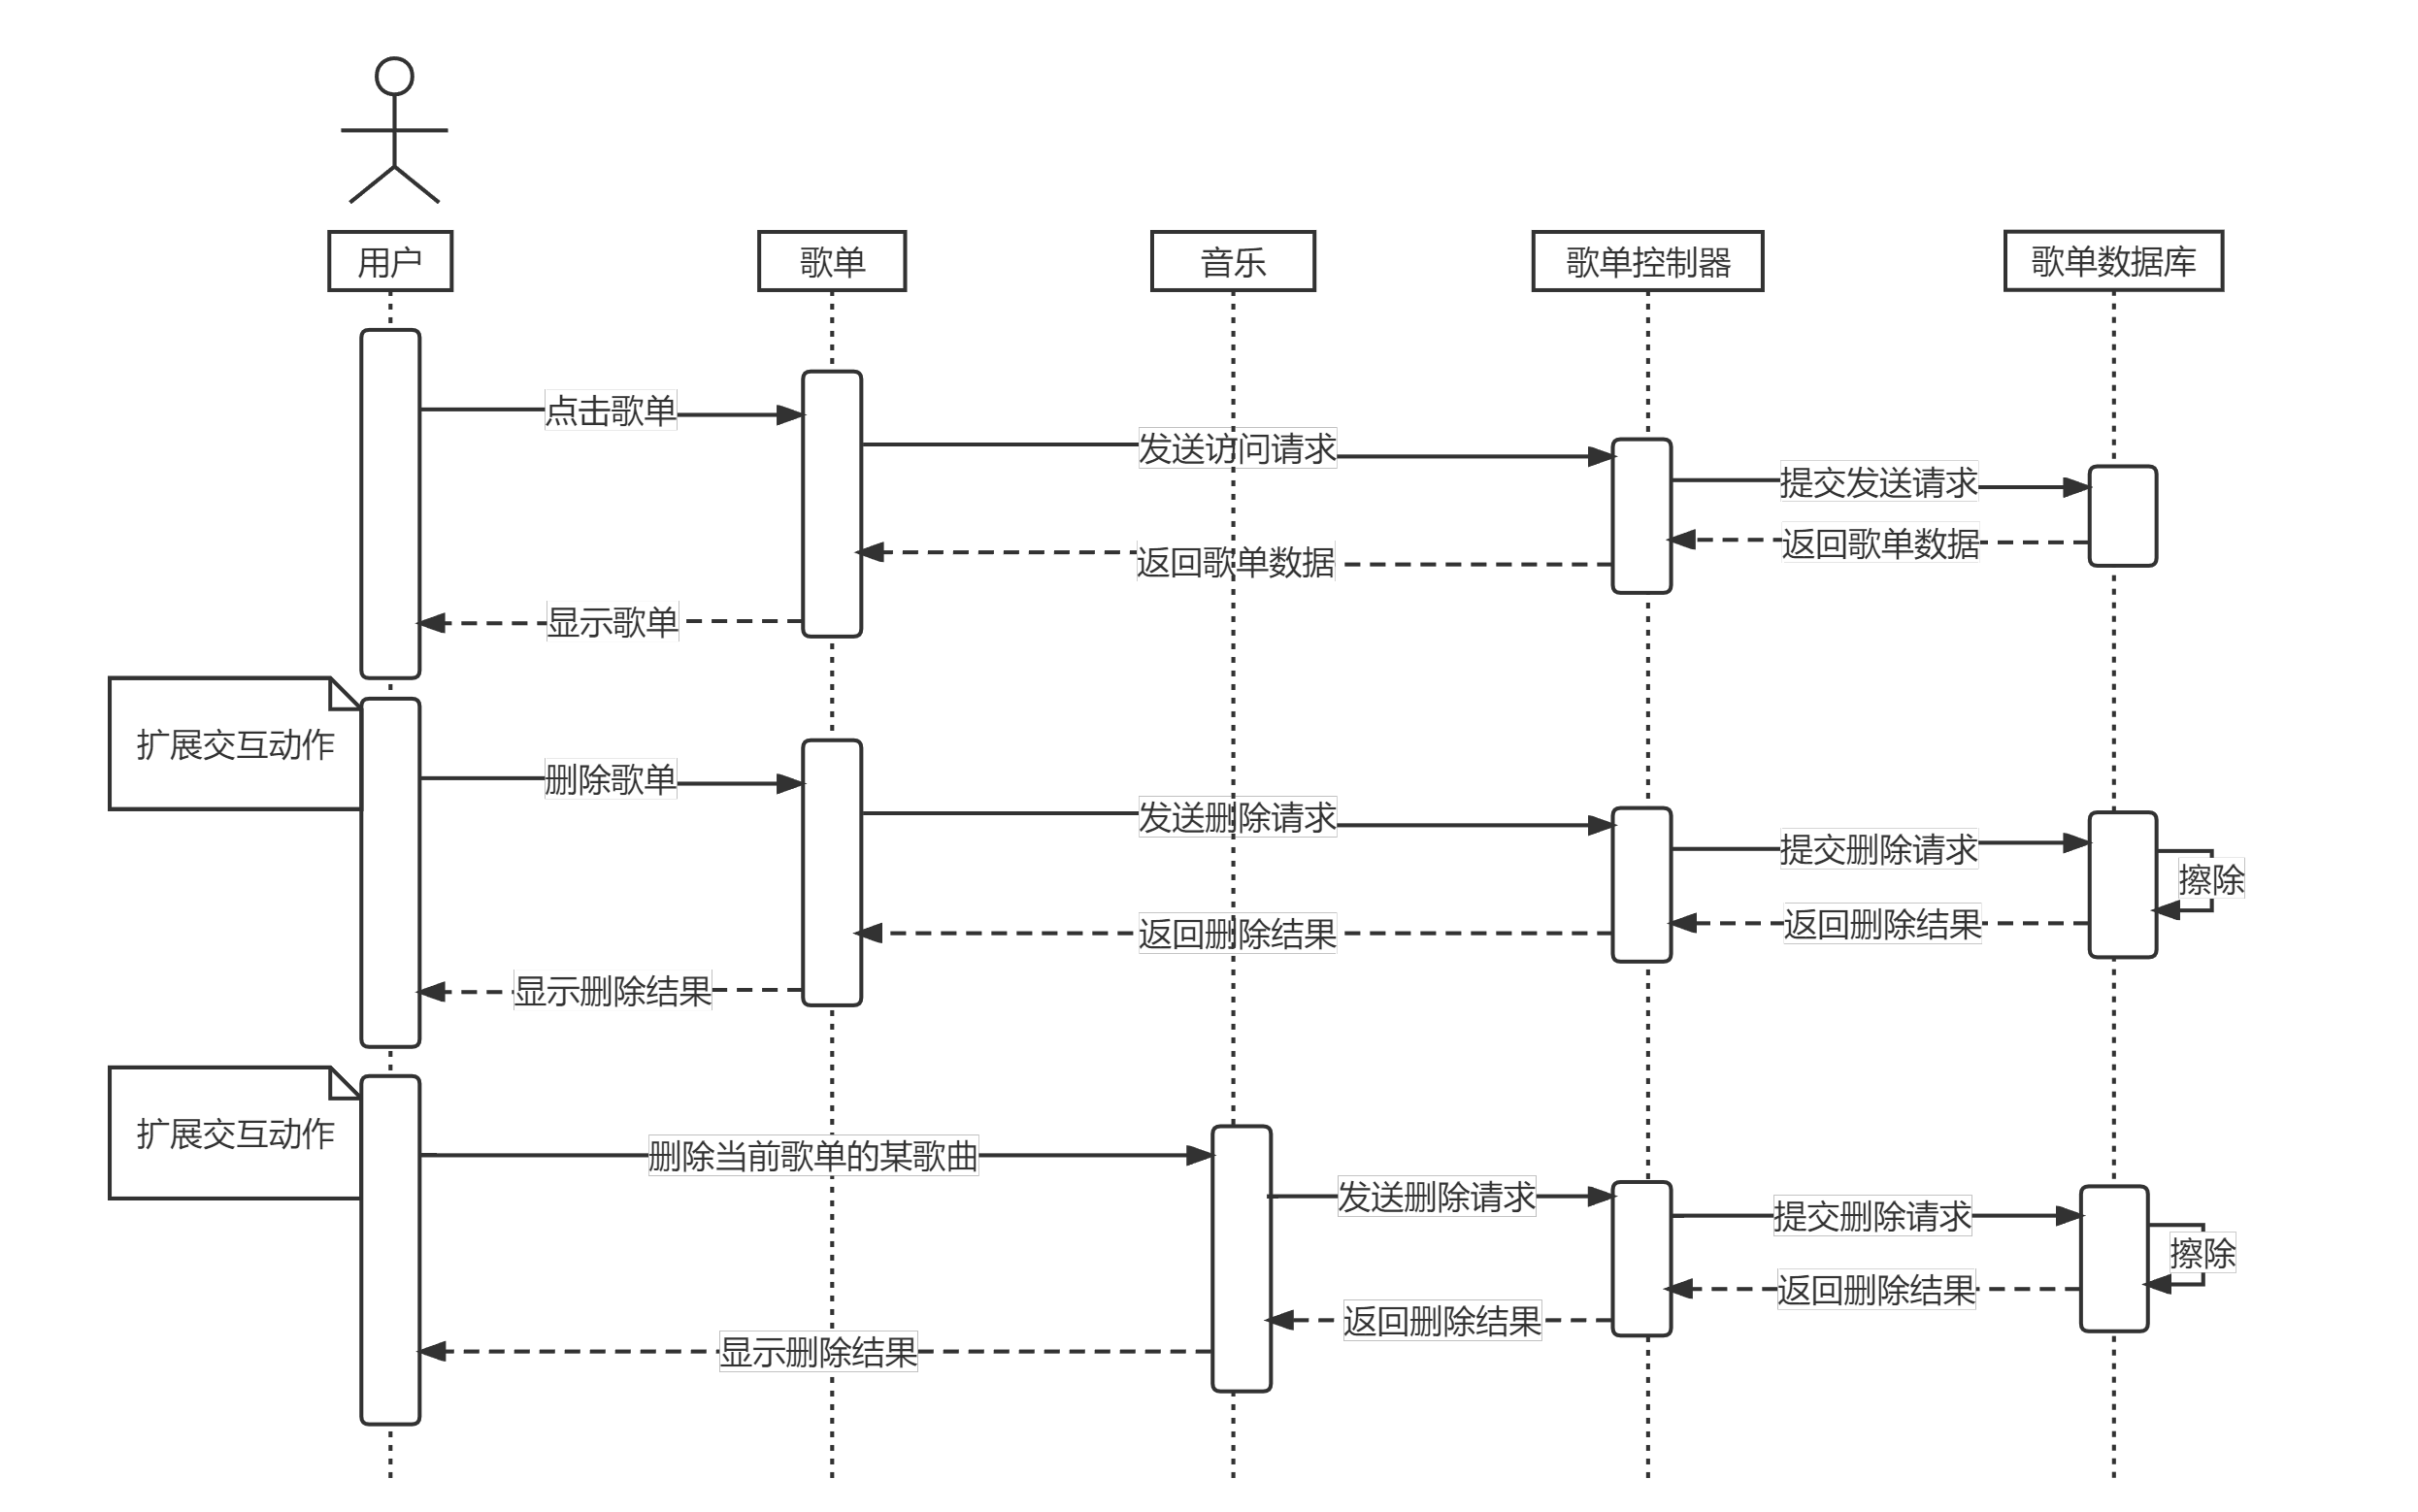 用户
歌单
音乐
歌单控制器
歌单数据库
点击歌单
发送访问请求
提交发送请求
返回歌单数据
返回歌单数据
显示歌单
扩展交互动作
删除歌单
发送删除请求
提交删除请求
擦除
返回删除结果
返回删除结果
显示删除结果
扩展交互动作
删除当前歌单的某歌曲
发送删除请求
提交删除请求
擦除
返回删除结果
返回删除结果
显示删除结果